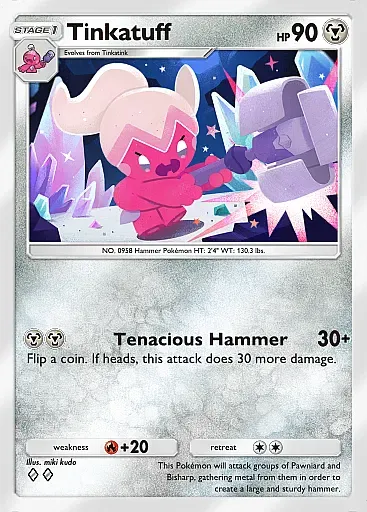 STAGE 1
Tinkatuff
HP 90
Evolves from Tinkatink
NO. 0958 Hammer Pokémon HT: 2'4" WT: 130.3 lbs.
Tenacious Hammer 30+
Flip a coin. If heads, this attack does 30 more damage.
weakness +20 retreat
Illus. miki kudo
This Pokémon will attack groups of Pawniard and
Bisharp, gathering metal from them in order to
create a large and sturdy hammer.